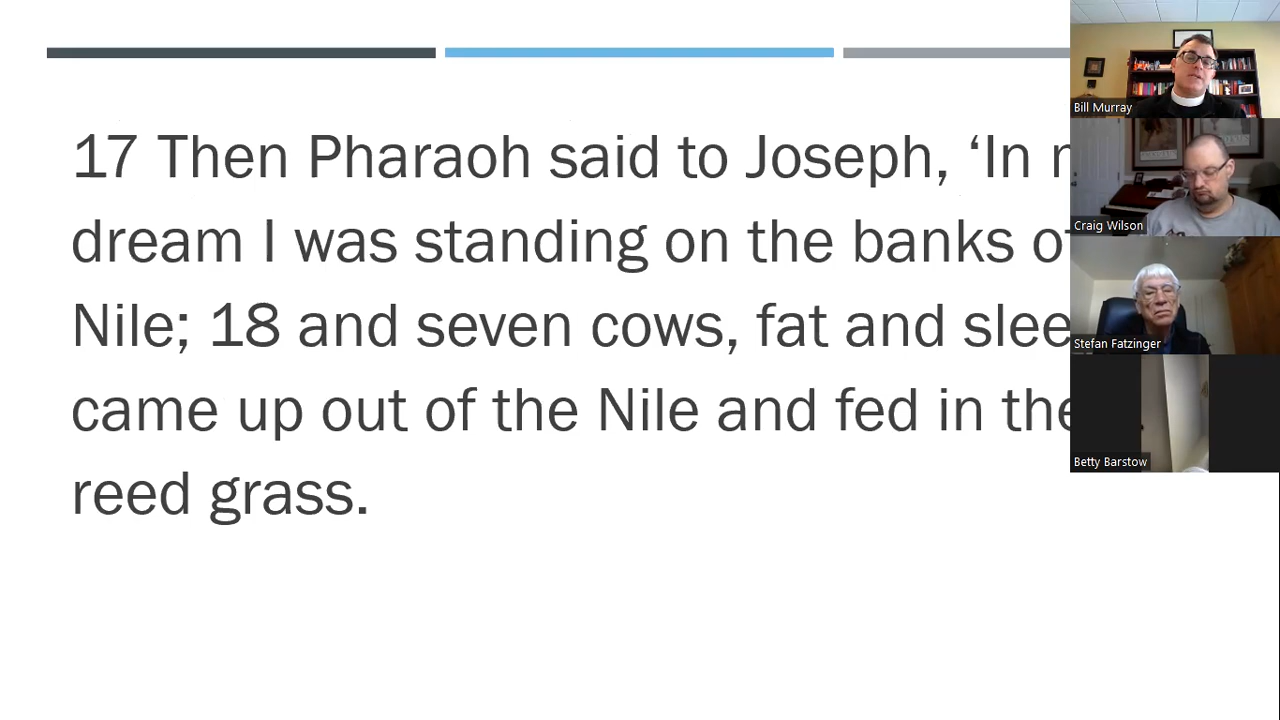 17 Then Pharaoh said to Joseph, ‘In
dream I was standing on the banks
Nile; 18 and seven cows, fat and
came up out of the Nile and fed in the
reed grass.
Bill Murray
Craig Wilson
Stefan Fatzinger
Betty Barstow